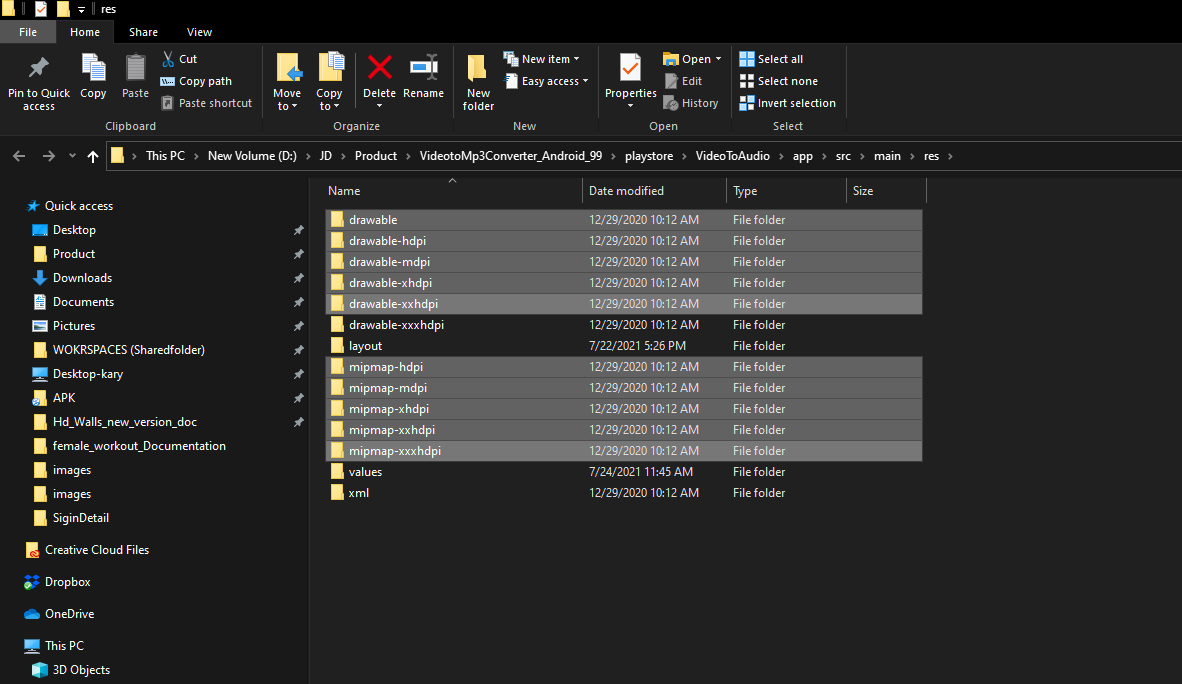 res
File Home Share View
Pin to Quick access
Copy
Paste
Cut
Copy path
Paste shortcut
Clipboard
Move to
Copy to
Delete
Rename
Organize
New folder
New item
Easy access
New
Properties
Open
Edit
History
Open
Select all
Select none
Invert selection
Select
This PC New Volume (D:) JD Product VideotoMp3Converter_Android_99 playstore VideoToAudio app src main res
Quick access
Desktop
Product
Downloads
Documents
Pictures
WOKRSPACES (Sharedfolder)
Desktop-kary
APK
Hd_Walls_new_version_doc
female_workout_Documentation
images
images
SiginDetail
Creative Cloud Files
Dropbox
OneDrive
This PC
3D Objects
Name Date modified Type Size
drawable 12/29/2020 10:12 AM File folder
drawable-hdpi 12/29/2020 10:12 AM File folder
drawable-mdpi 12/29/2020 10:12 AM File folder
drawable-xhdpi 12/29/2020 10:12 AM File folder
drawable-xxhdpi 12/29/2020 10:12 AM File folder
drawable-xxxhdpi 12/29/2020 10:12 AM File folder
layout 7/22/2021 5:26 PM File folder
mipmap-hdpi 12/29/2020 10:12 AM File folder
mipmap-mdpi 12/29/2020 10:12 AM File folder
mipmap-xhdpi 12/29/2020 10:12 AM File folder
mipmap-xxhdpi 12/29/2020 10:12 AM File folder
mipmap-xxxhdpi 12/29/2020 10:12 AM File folder
values 7/24/2021 11:45 AM File folder
xml 12/29/2020 10:12 AM File folder